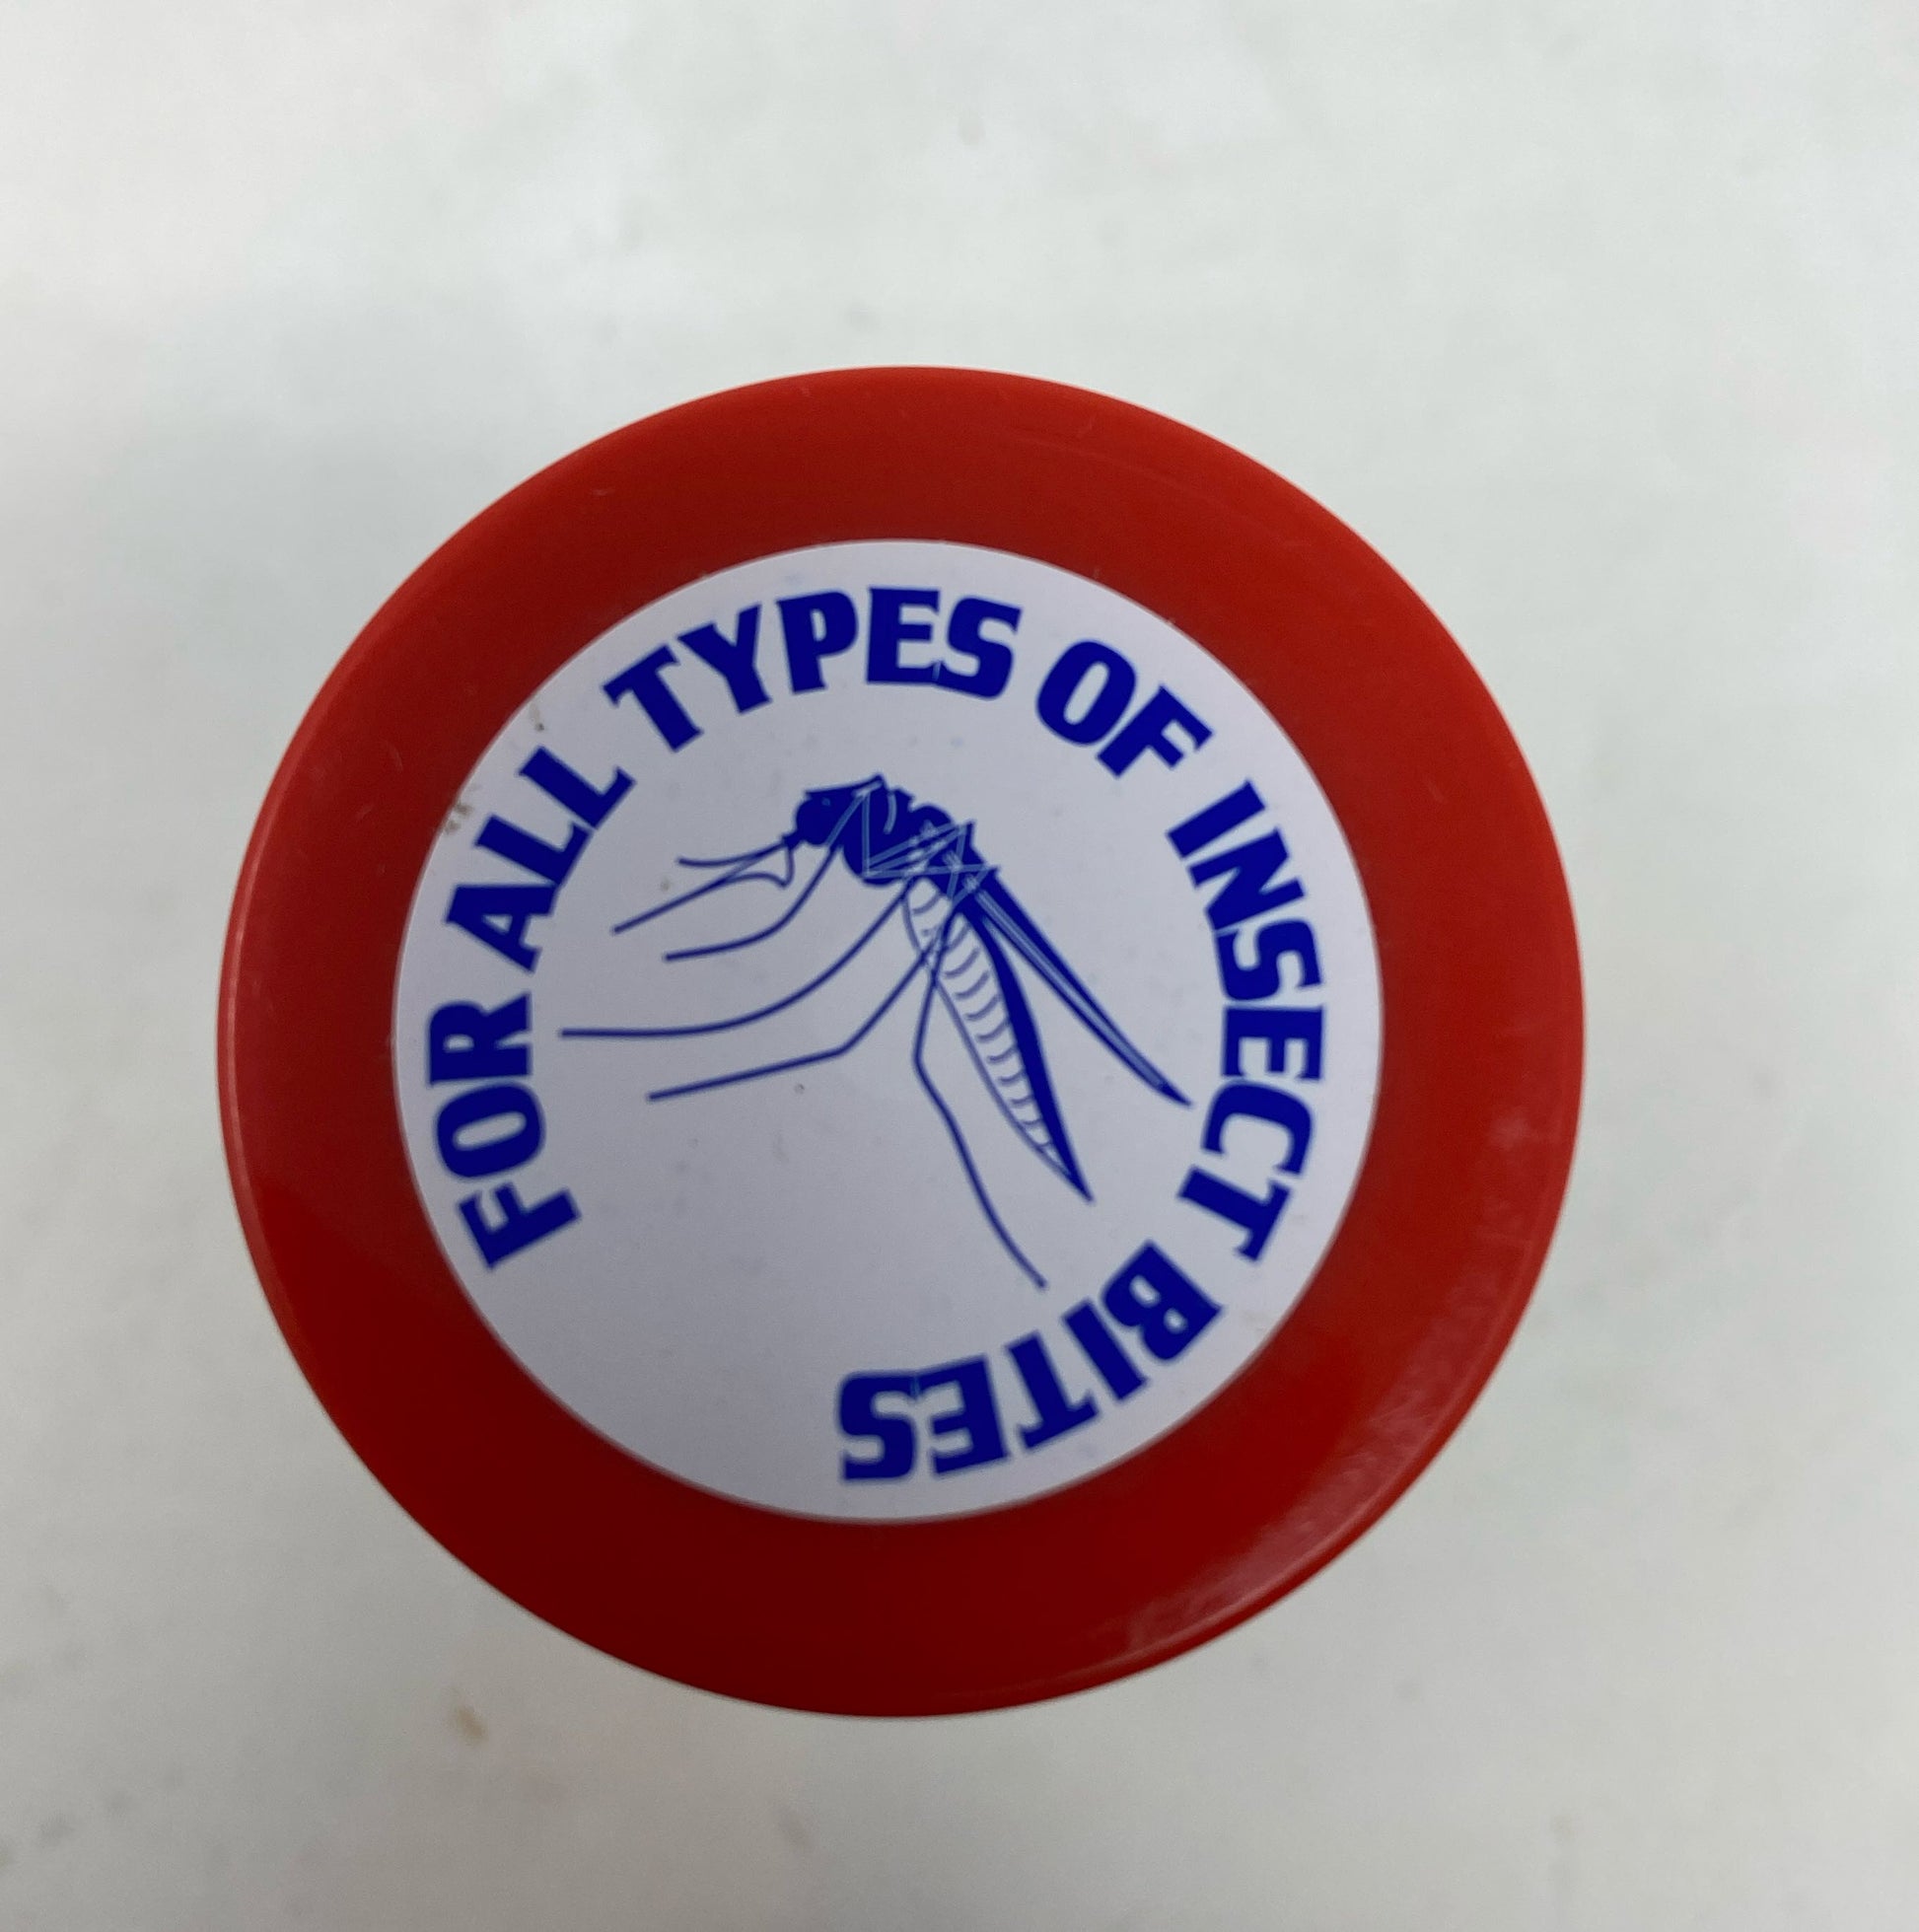 FOR ALL TYPES OF INSECT BITES